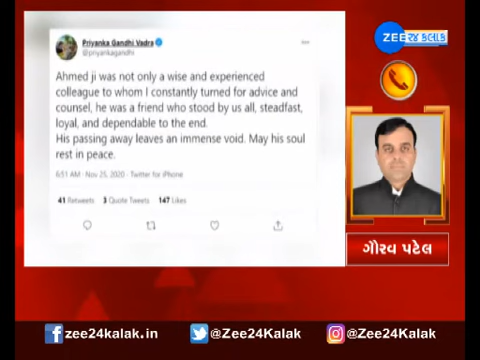 Priyanka Gandhi Vadra
@priyankagandhi
Ahmed ji was not only a wise and experienced
colleague to whom I constantly turned for advice and
counsel, he was a friend who stood by us all, steadfast,
loyal, and dependable to the end.
His passing away leaves an immense void. May his soul
rest in peace.
6:51 AM · Nov 25, 2020 · Twitter for iPhone
41 Retweets 3 Quote Tweets 147 Likes
ZEE ૨૪ કલાક
ગૌરવ પટેલ
zee24kalak.in @Zee24Kalak @Zee24Kalak